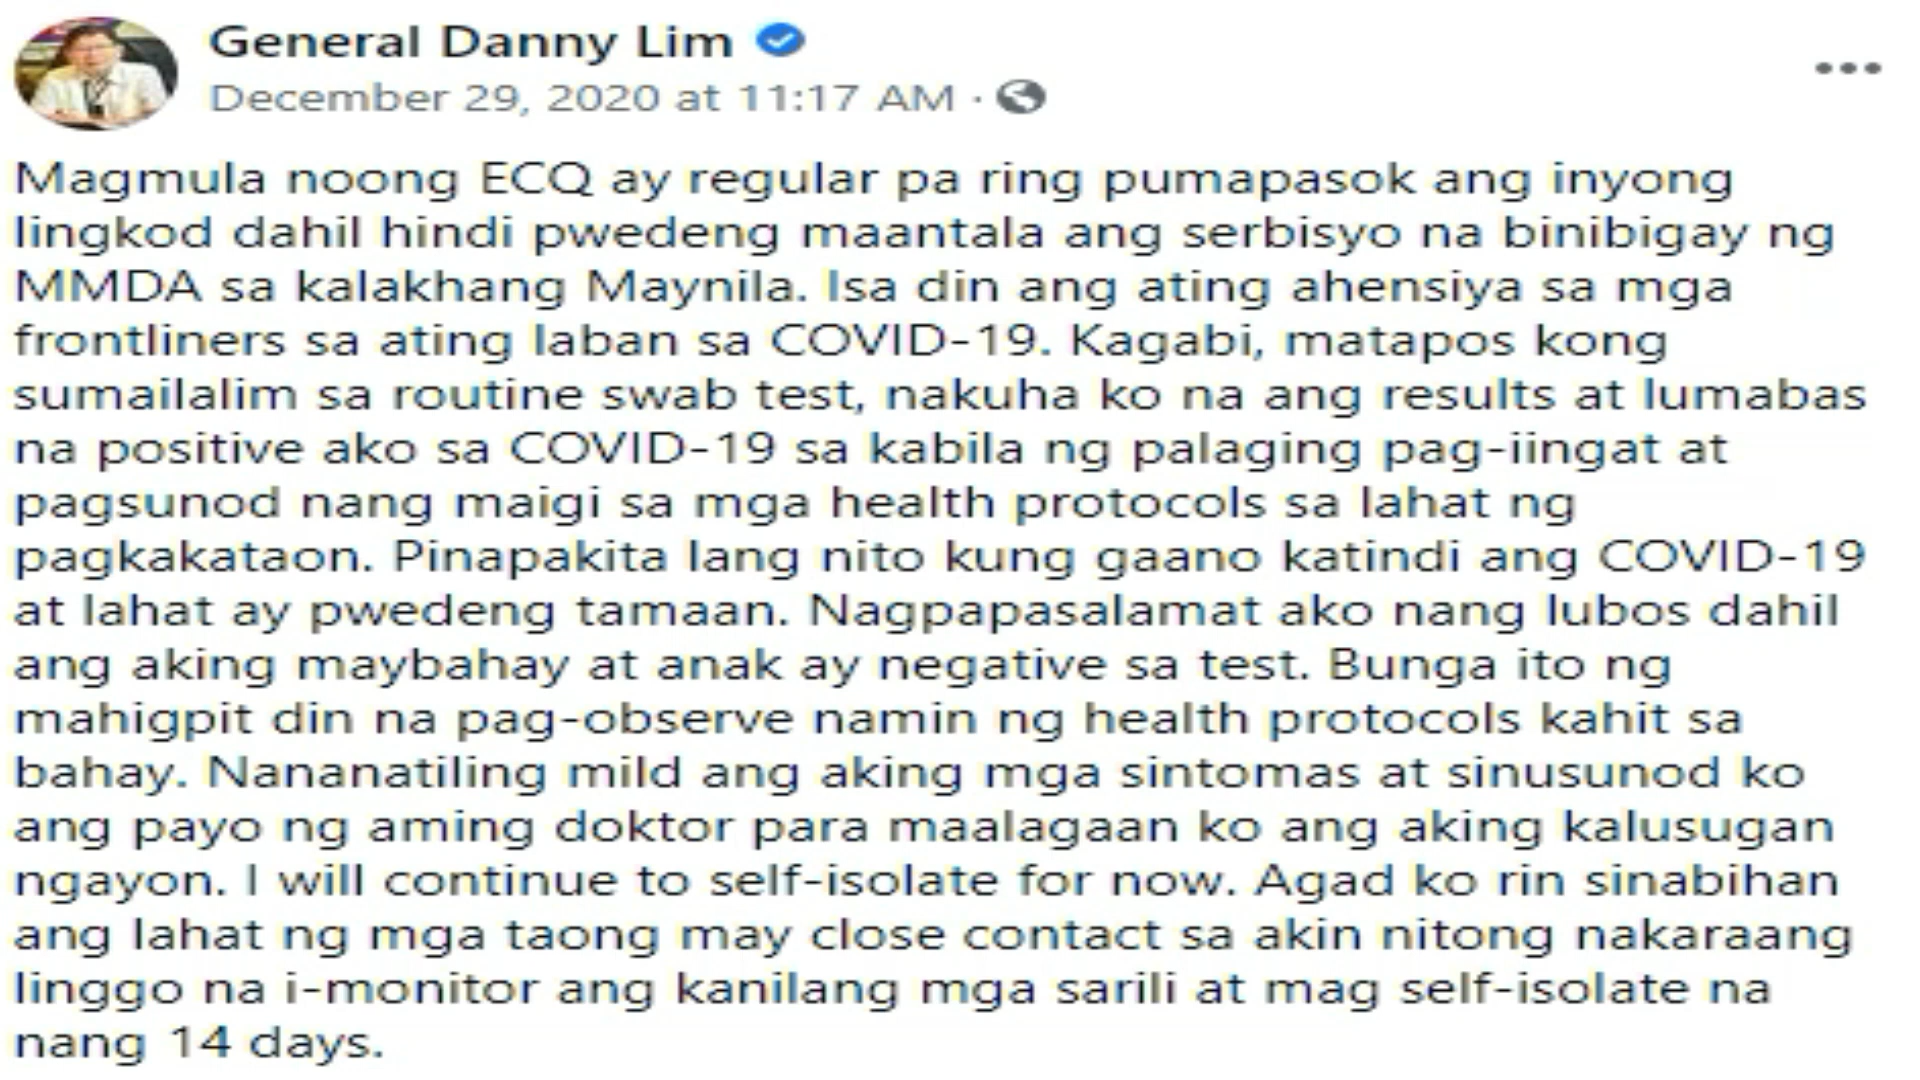 General Danny Lim
December 29, 2020 at 11:17 AM ·
Magmula noong ECQ ay regular pa ring pumapasok ang inyong
lingkod dahil hindi pwedeng maantala ang serbisyo na binibigay ng
MMDA sa kalakhang Maynila. Isa din ang ating ahensiya sa mga
frontliners sa ating laban sa COVID-19. Kagabi, matapos kong
sumailalim sa routine swab test, nakuha ko na ang results at lumabas
na positive ako sa COVID-19 sa kabila ng palaging pag-iingat at
pagsunod nang maigi sa mga health protocols sa lahat ng
pagkakataon. Pinapakita lang nito kung gaano katindi ang COVID-19
at lahat ay pwedeng tamaan. Nagpapasalamat ako nang lubos dahil
ang aking maybahay at anak ay negative sa test. Bunga ito ng
mahigpit din na pag-observe namin ng health protocols kahit sa
bahay. Nananatiling mild ang aking mga sintomas at sinusunod ko
ang payo ng aming doktor para maalagaan ko ang aking kalusugan
ngayon. I will continue to self-isolate for now. Agad ko rin sinabihan
ang lahat ng mga taong may close contact sa akin nitong nakaraang
linggo na i-monitor ang kanilang mga sarili at mag self-isolate na
nang 14 days.